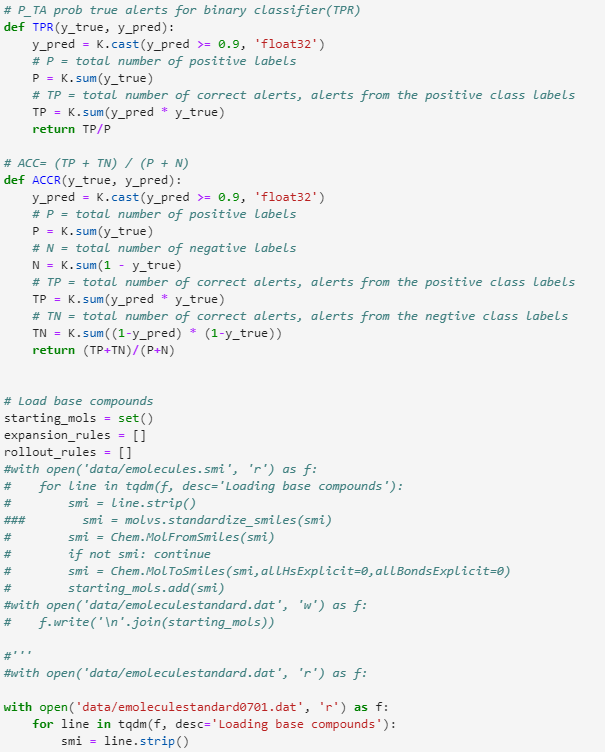 # P_TA prob true alerts for binary classifier(TPR)
def TPR(y_true, y_pred):
    y_pred = K.cast(y_pred >= 0.9, 'float32')
    # P = total number of positive labels
    P = K.sum(y_true)
    # TP = total number of correct alerts, alerts from the positive class labels
    TP = K.sum(y_pred * y_true)
    return TP/P

# ACC= (TP + TN) / (P + N)
def ACCR(y_true, y_pred):
    y_pred = K.cast(y_pred >= 0.9, 'float32')
    # P = total number of positive labels
    P = K.sum(y_true)
    # N = total number of negative labels
    N = K.sum(1 - y_true)
    # TP = total number of correct alerts, alerts from the positive class labels
    TP = K.sum(y_pred * y_true)
    # TN = total number of correct alerts, alerts from the negtive class labels
    TN = K.sum((1-y_pred) * (1-y_true))
    return (TP+TN)/(P+N)


# Load base compounds
starting_mols = set()
expansion_rules = []
rollout_rules = []
#with open('data/emolecules.smi', 'r') as f:
#    for line in tqdm(f, desc='Loading base compounds'):
#        smi = line.strip()
###        smi = molvs.standardize_smiles(smi)
#        smi = Chem.MolFromSmiles(smi)
#        if not smi: continue
#        smi = Chem.MolToSmiles(smi,allHsExplicit=0,allBondsExplicit=0)
#        starting_mols.add(smi)
#with open('data/emoleculestandard.dat', 'w') as f:
#    f.write('\n'.join(starting_mols))

#'''
#with open('data/emoleculestandard.dat', 'r') as f:

with open('data/emoleculestandard0701.dat', 'r') as f:
    for line in tqdm(f, desc='Loading base compounds'):
        smi = line.strip()